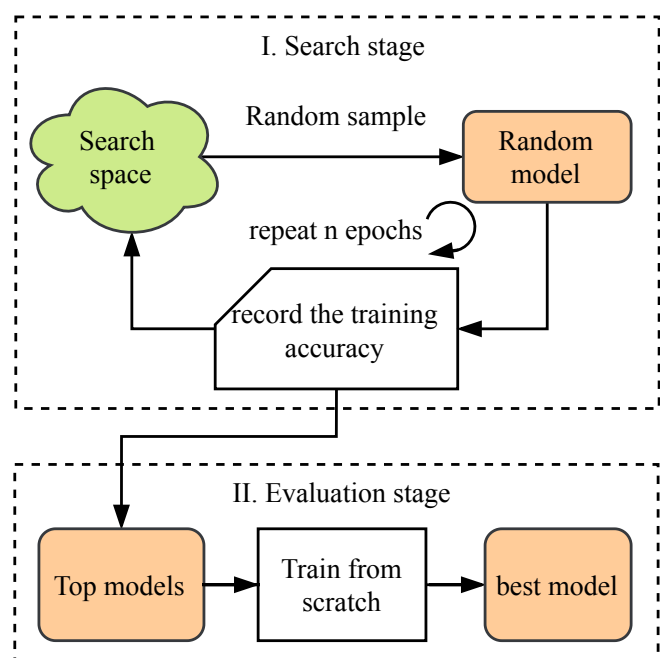 I. Search stage
Random sample
Search
space
Random
model
repeat n epochs
record the training
accuracy
II. Evaluation stage
Top models
Train from
scratch
best model